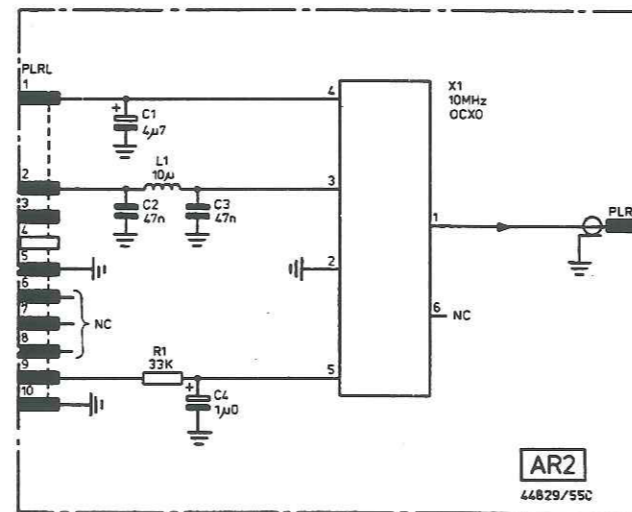 PLRL
1
C1
4µ7
4
X1
10MHz
OCXO
L1
10µ
2
C2
47n
C3
47n
3
3
4
1
PLR
5
2
6
7
8
NC
6
NC
R1
33K
9
C4
1µ0
5
10
AR2
44829/55C